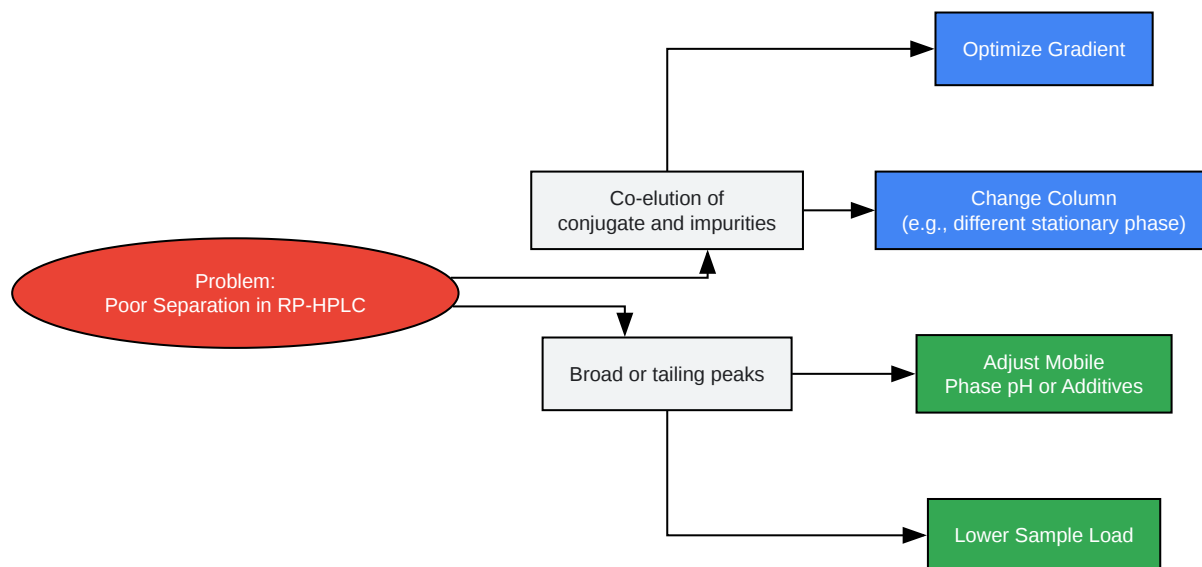 Optimize Gradient
Co-elution of
conjugate and impurities
Change Column
(e.g., different stationary phase)
Problem:
Poor Separation in RP-HPLC
Broad or tailing peaks
Adjust Mobile
Phase pH or Additives
Lower Sample Load